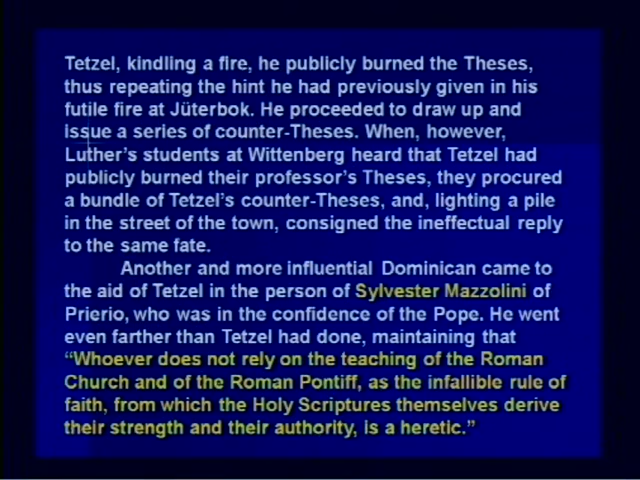 Tetzel, kindling a fire, he publicly burned the Theses,
thus repeating the hint he had previously given in his
futile fire at Jüterbok. He proceeded to draw up and
issue a series of counter-Theses. When, however,
Luther's students at Wittenberg heard that Tetzel had
publicly burned their professor's Theses, they procured
a bundle of Tetzel's counter-Theses, and, lighting a pile
in the street of the town, consigned the ineffectual reply
to the same fate.
Another and more influential Dominican came to
the aid of Tetzel in the person of Sylvester Mazzolini of
Prierio, who was in the confidence of the Pope. He went
even farther than Tetzel had done, maintaining that
“Whoever does not rely on the teaching of the Roman
Church and of the Roman Pontiff, as the infallible rule of
faith, from which the Holy Scriptures themselves derive
their strength and their authority, is a heretic.”